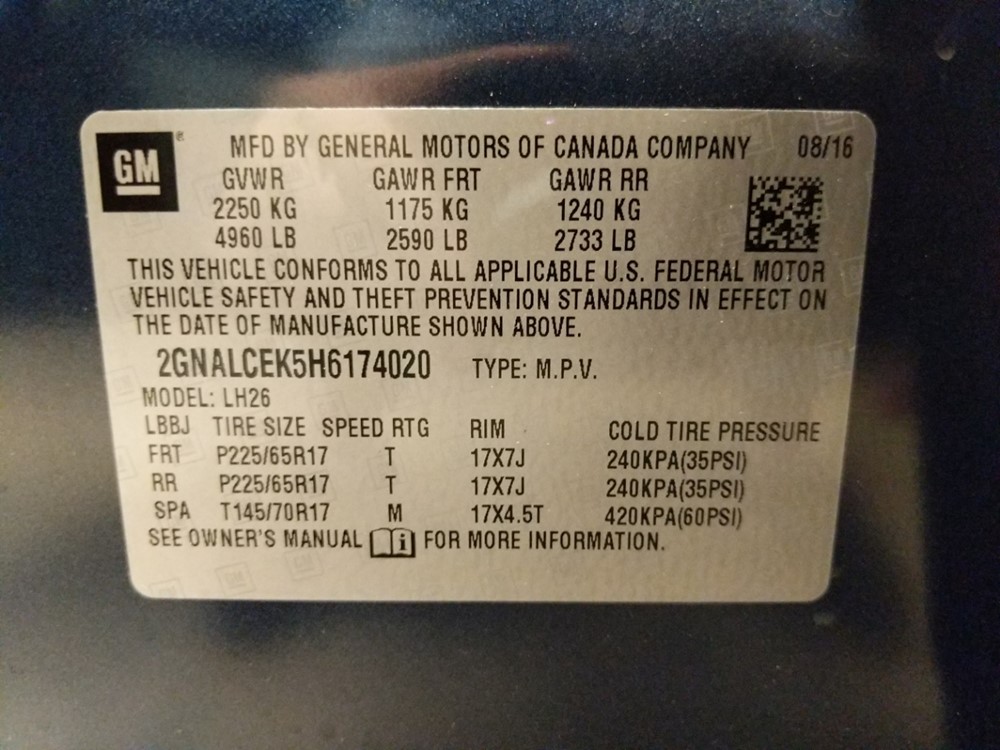 GM ® MFD BY GENERAL MOTORS OF CANADA COMPANY 08/16
GVWR GAWR FRT GAWR RR
2250 KG 1175 KG 1240 KG
4960 LB 2590 LB 2733 LB
THIS VEHICLE CONFORMS TO ALL APPLICABLE U.S. FEDERAL MOTOR
VEHICLE SAFETY AND THEFT PREVENTION STANDARDS IN EFFECT ON
THE DATE OF MANUFACTURE SHOWN ABOVE.
2GNALCEK5H6174020 TYPE: M.P.V.
MODEL: LH26
LBBJ TIRE SIZE SPEED RTG RIM COLD TIRE PRESSURE
FRT P225/65R17 T 17X7J 240KPA(35PSI)
RR P225/65R17 T 17X7J 240KPA(35PSI)
SPA T145/70R17 M 17X4.5T 420KPA(60PSI)
SEE OWNER'S MANUAL i FOR MORE INFORMATION.